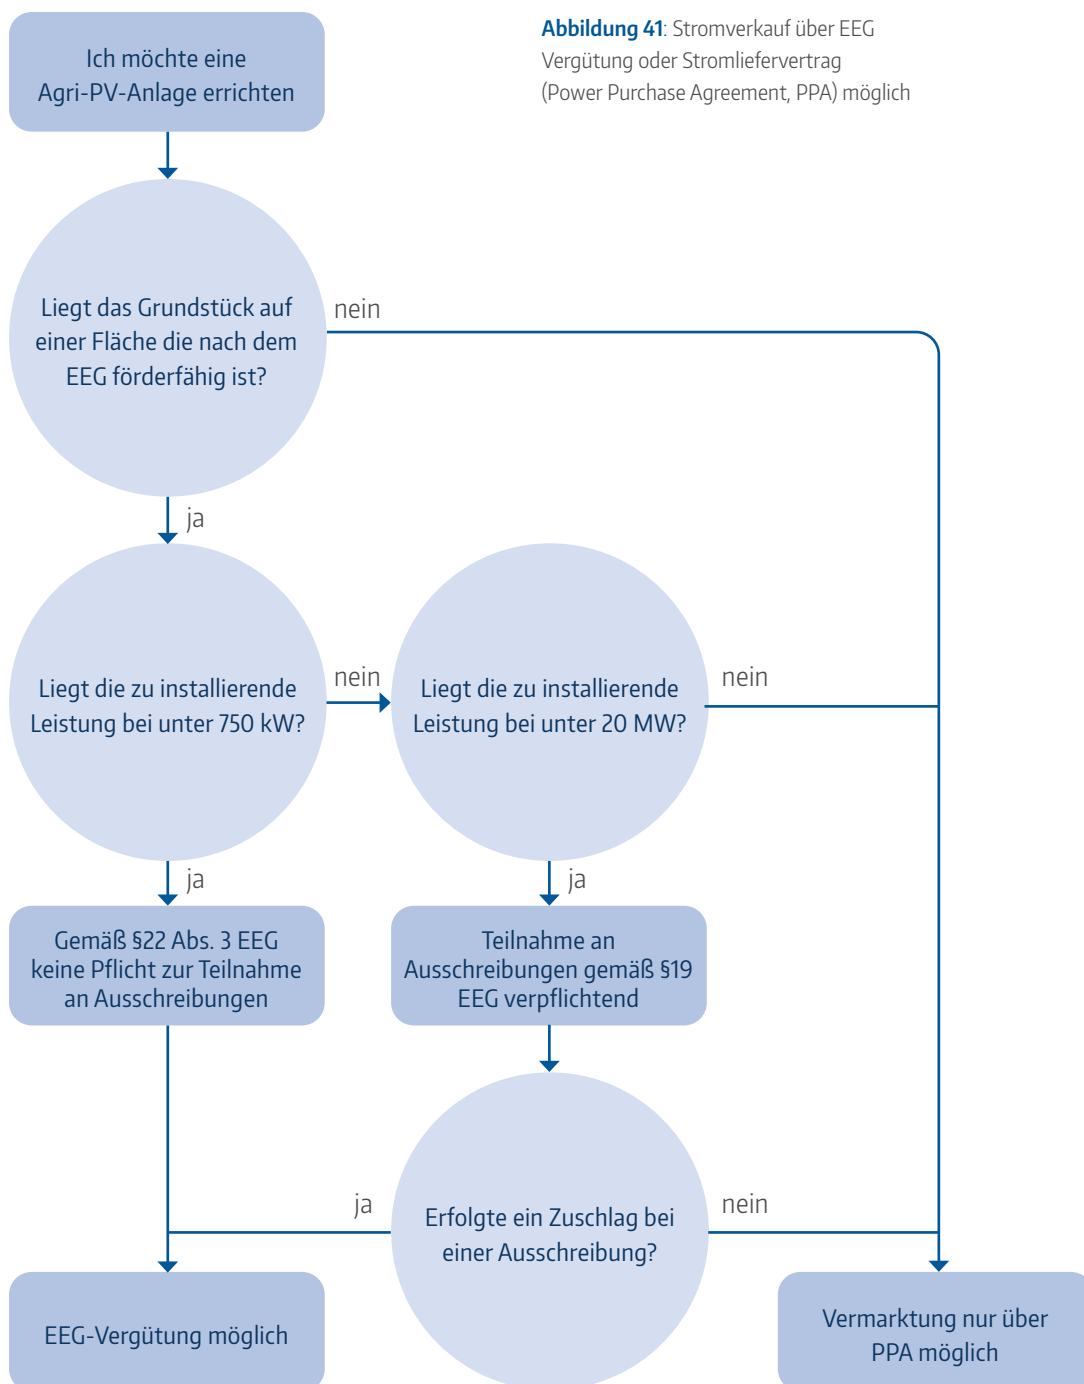 Ich möchte eine
Agri-PV-Anlage errichten
Abbildung 41: Stromverkauf über EEG
Vergütung oder Stromliefervertrag
(Power Purchase Agreement, PPA) möglich
Liegt das Grundstück auf
einer Fläche die nach dem
EEG förderfähig ist?
nein
ja
Liegt die zu installierende
Leistung bei unter 750 kW?
nein
Liegt die zu installierende
Leistung bei unter 20 MW?
nein
ja
ja
Gemäß §22 Abs. 3 EEG
keine Pflicht zur Teilnahme
an Ausschreibungen
Teilnahme an
Ausschreibungen gemäß §19
EEG verpflichtend
ja
Erfolgte ein Zuschlag bei
einer Ausschreibung?
nein
EEG-Vergütung möglich
Vermarktung nur über
PPA möglich